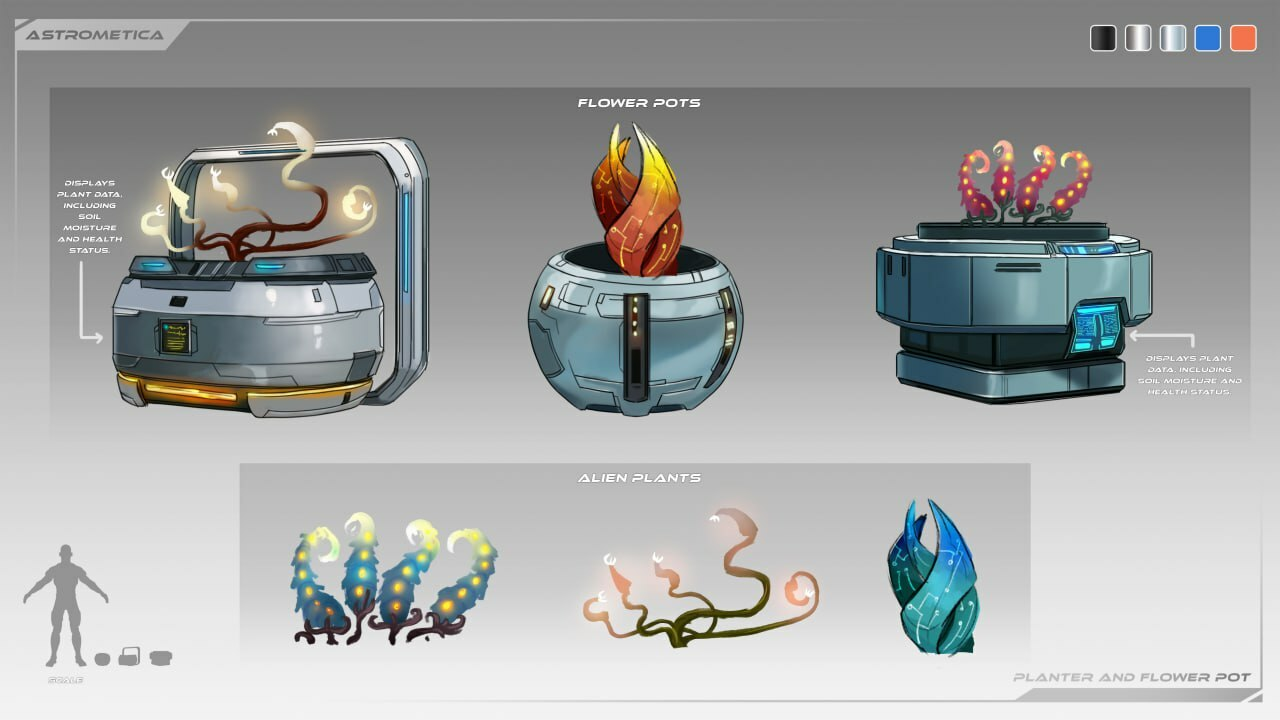 ASTROMETICA
FLOWER POTS
DISPLAYS
PLANT DATA,
INCLUDING
SOIL
MOISTURE
AND HEALTH
STATUS.
DISPLAYS PLANT
DATA, INCLUDING
SOIL MOISTURE AND
HEALTH STATUS.
ALIEN PLANTS
SCALE
PLANTER AND FLOWER POT